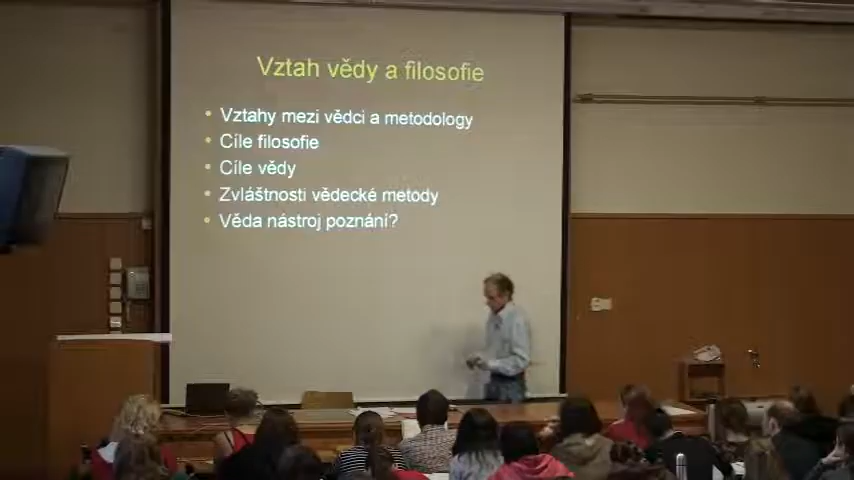 Vztah vědy a filosofie
• Vztahy mezi vědci a metodology
• Cíle filosofie
• Cíle vědy
• Zvláštnosti vědecké metody
• Věda nástroj poznání?